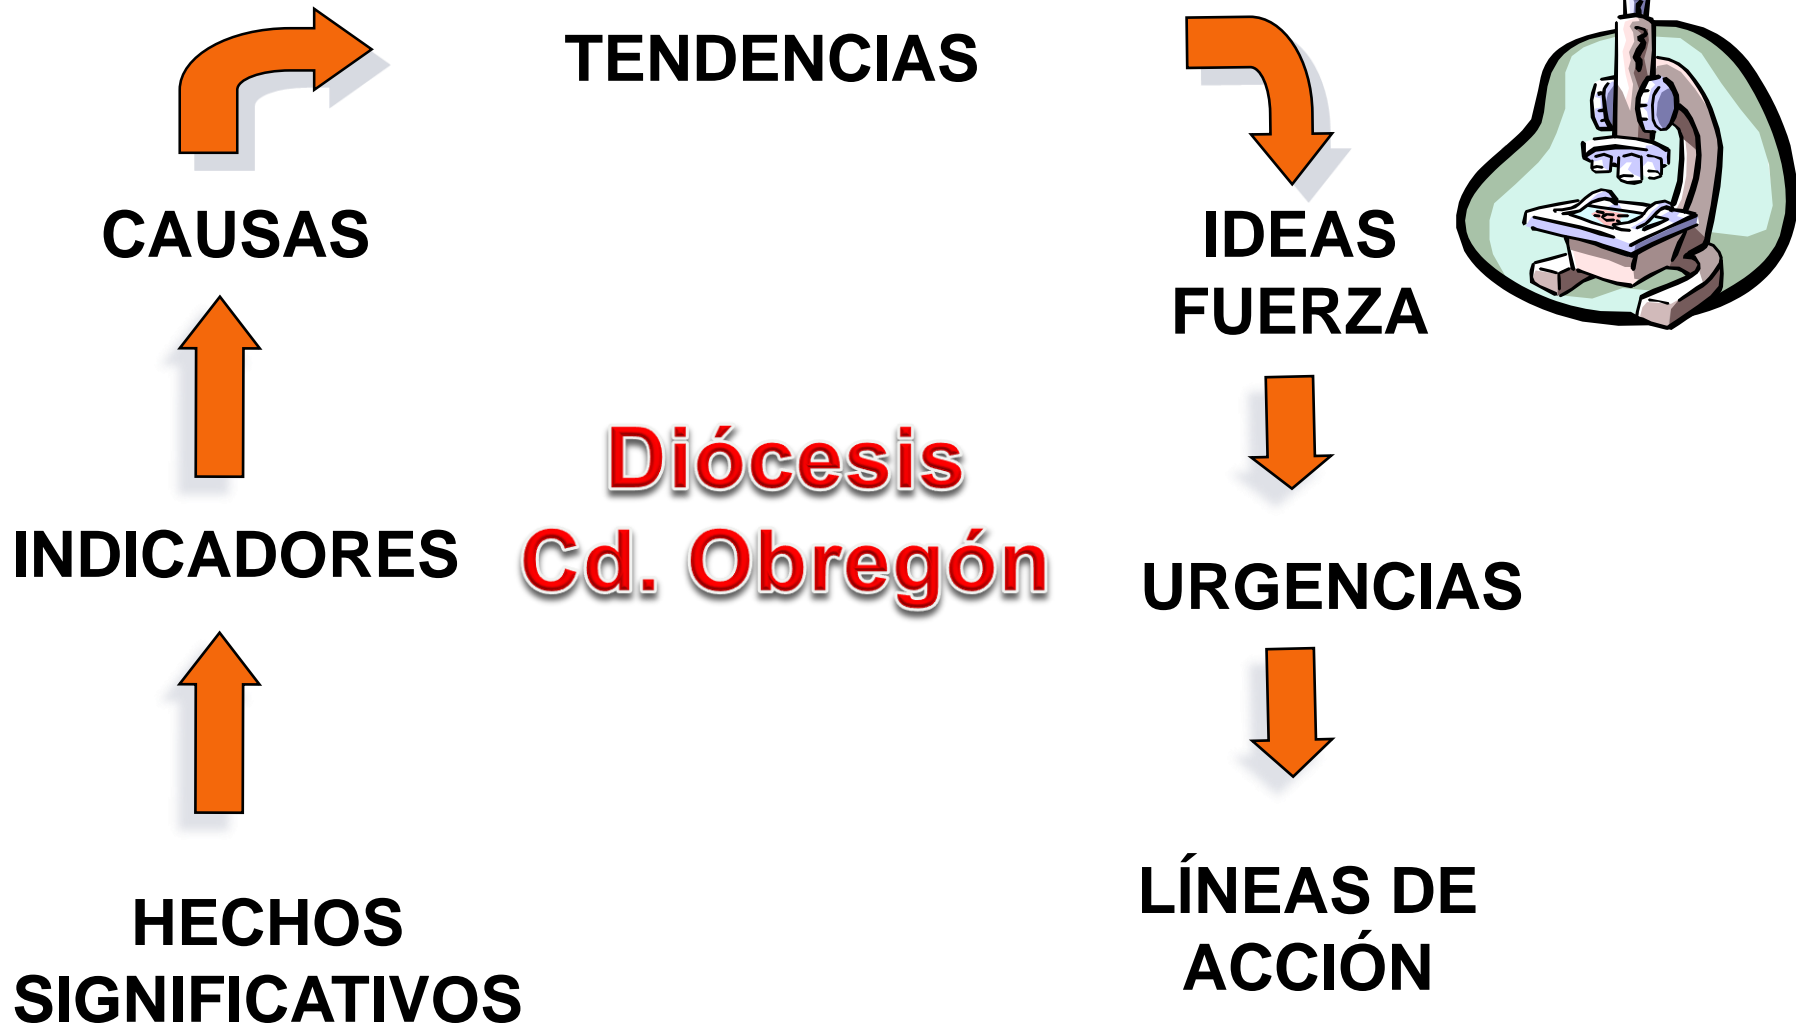 TENDENCIAS
CAUSAS
IDEAS
FUERZA
Diócesis
Cd. Obregón
INDICADORES
URGENCIAS
HECHOS
SIGNIFICATIVOS
LÍNEAS DE
ACCIÓN